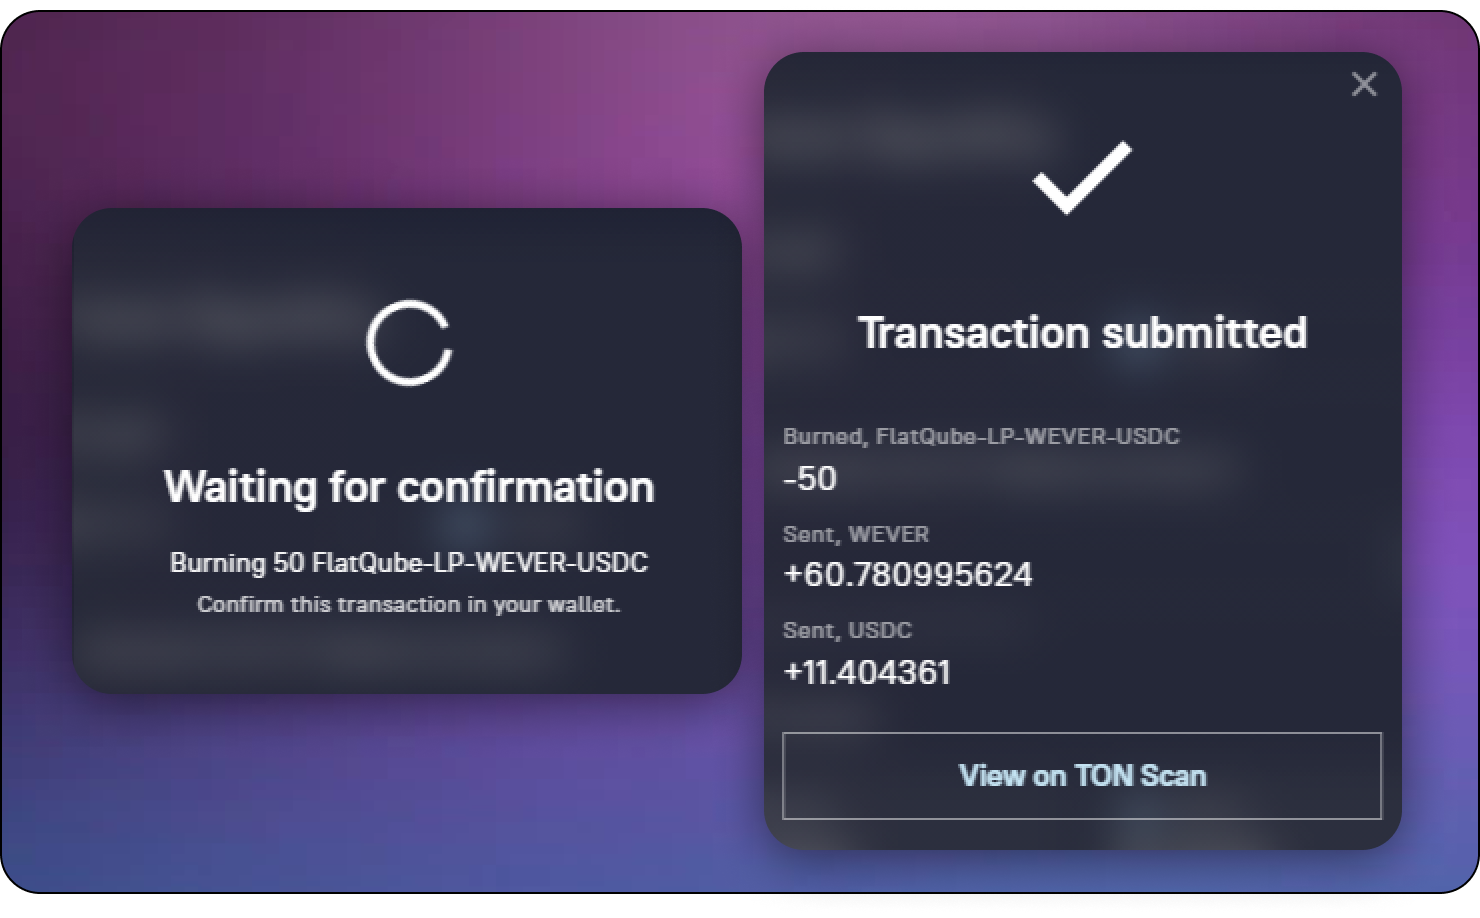 Waiting for confirmation
Burning 50 FlatQube-LP-WEVER-USDC
Confirm this transaction in your wallet.
Transaction submitted
Burned, FlatQube-LP-WEVER-USDC
-50
Sent, WEVER
+60.780995624
Sent, USDC
+11.404361
View on TON Scan